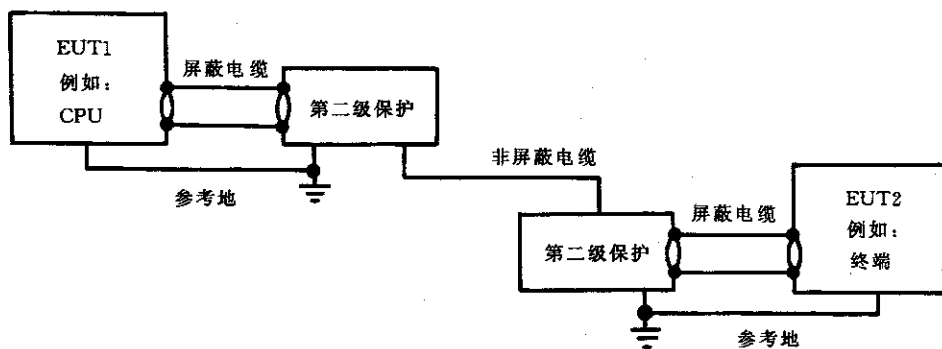 EUT1
例如：
CPU
屏蔽电缆
第二级保护
参考地
非屏蔽电缆
第二级保护
屏蔽电缆
EUT2
例如：
终端
参考地